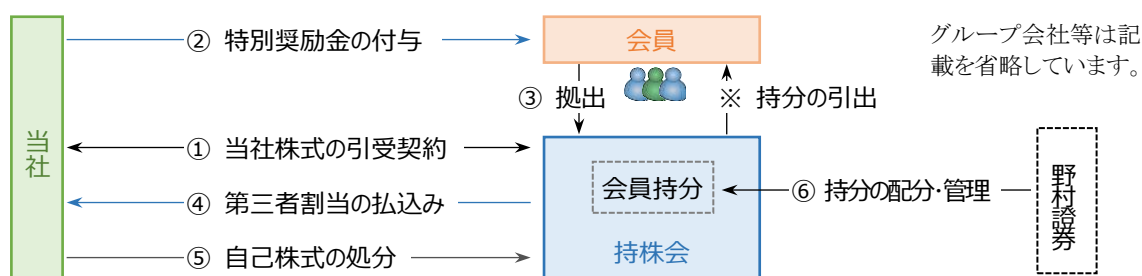 ② 特別奨励金の付与
会員
グループ会社等は記
載を省略しています。
③ 拠出
※ 持分の引出
当社
① 当社株式の引受契約
会員持分
⑥ 持分の配分・管理
野村證券
④ 第三者割当の払込み
⑤ 自己株式の処分
持株会